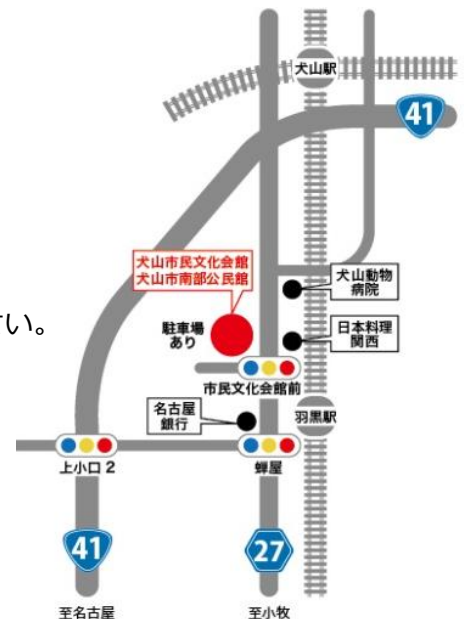 犬山駅
41
犬山市民文化会館
犬山市南部公民館
犬山動物
病院
さい。
駐車場
あり
日本料理
関西
市民文化会館前
名古屋
銀行
羽黒駅
上小口 2
蝉屋
41
27
至名古屋
至小牧